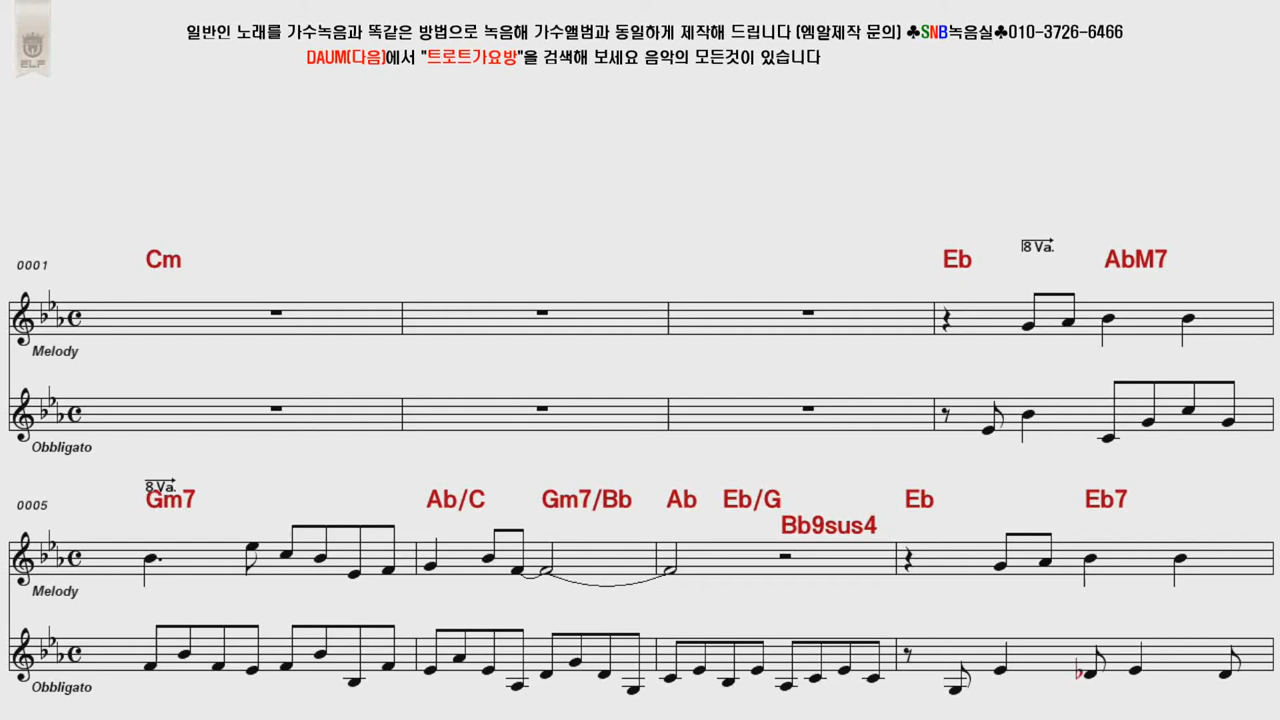 일반인 노래를 가수녹음과 똑같은 방법으로 녹음해 가수앨범과 동일하게 제작해 드립니다 (엠알제작 문의) ♣SNB녹음실♣010-3726-6466
DAUM(다음)에서 "트로트가요방"을 검색해 보세요 음악의 모든것이 있습니다
ELF
8 Va.
0001 Cm Eb AbM7
Melody
Obbligato
8 Va.
0005 Gm7 Ab/C Gm7/Bb Ab Eb/G Eb Eb7
Bb9sus4
Melody
Obbligato